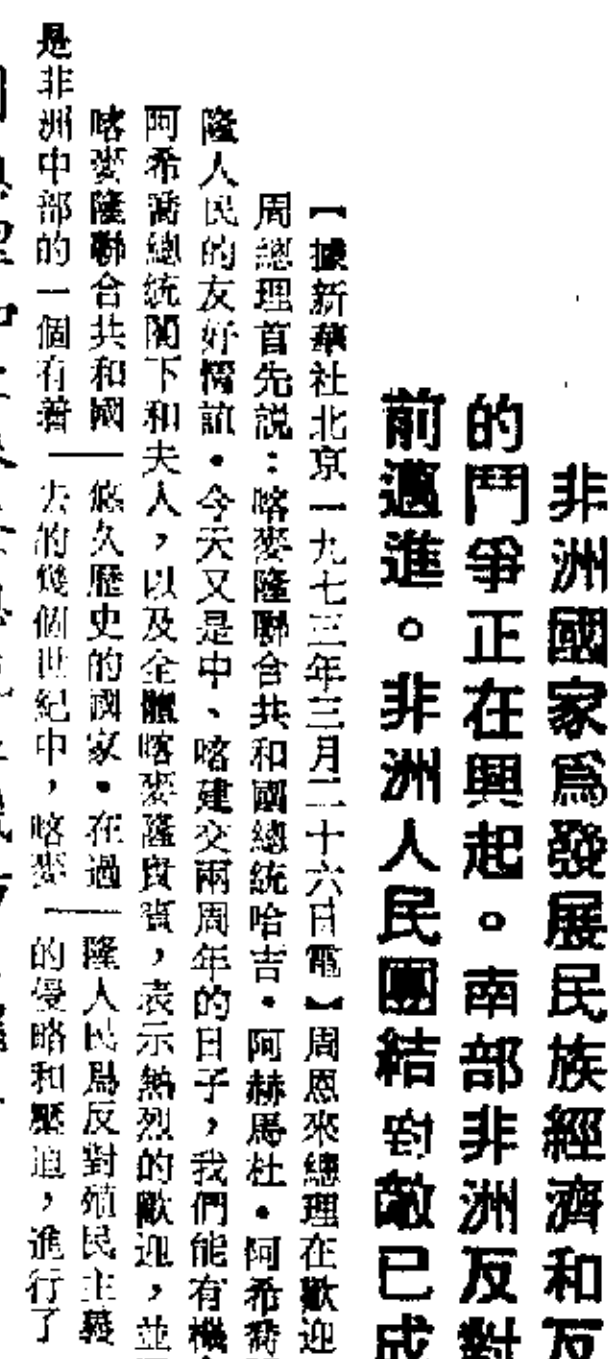 非洲國家爲發展民族經濟和反
的鬥爭正在興起。南部非洲反對
前邁進。非洲人民團結對敵已成
【據新華社北京一九七三年三月二十六日電】周恩來總理在歡迎
周總理首先説：喀麥隆聯合共和國總統哈吉·阿赫馬杜·阿希喬
隆人民的友好情誼。今天又是中、喀建交兩周年的日子，我們能有機
阿希喬總統閣下和夫人，以及全體喀麥隆貴賓，表示熱烈的歡迎，並
喀麥隆聯合共和國
是非洲中部的一個有着
悠久歷史的國家。在過
去的幾個世紀中，喀麥
隆人民爲反對殖民主義
的侵略和壓迫，進行了